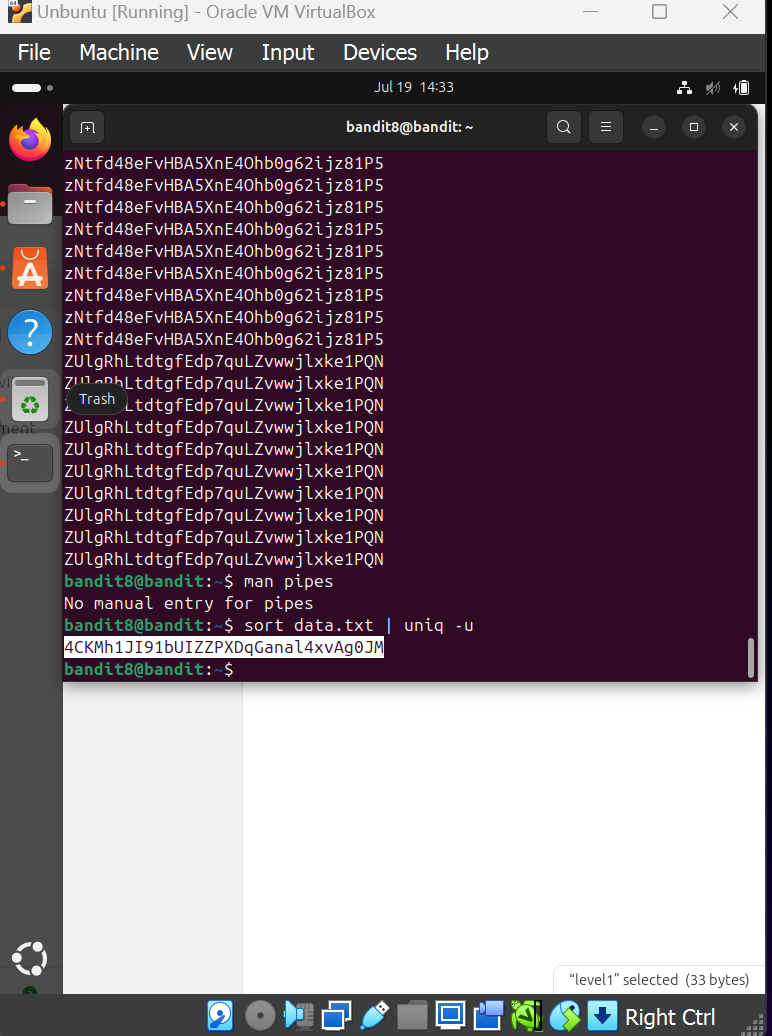 Unbuntu [Running] - Oracle VM VirtualBox
File Machine View Input Devices Help
Jul 19 14:33
bandit8@bandit: ~
zNtfd48eFvHBA5XnE4Ohb0g62ijz81P5
zNtfd48eFvHBA5XnE4Ohb0g62ijz81P5
zNtfd48eFvHBA5XnE4Ohb0g62ijz81P5
zNtfd48eFvHBA5XnE4Ohb0g62ijz81P5
zNtfd48eFvHBA5XnE4Ohb0g62ijz81P5
zNtfd48eFvHBA5XnE4Ohb0g62ijz81P5
zNtfd48eFvHBA5XnE4Ohb0g62ijz81P5
zNtfd48eFvHBA5XnE4Ohb0g62ijz81P5
zNtfd48eFvHBA5XnE4Ohb0g62ijz81P5
ZUlgRhLtdtgfEdp7quLZvwwjlxke1PQN
ZUlgRhLtdtgfEdp7quLZvwwjlxke1PQN
Trash
ZUlgRhLtdtgfEdp7quLZvwwjlxke1PQN
ZUlgRhLtdtgfEdp7quLZvwwjlxke1PQN
ZUlgRhLtdtgfEdp7quLZvwwjlxke1PQN
ZUlgRhLtdtgfEdp7quLZvwwjlxke1PQN
ZUlgRhLtdtgfEdp7quLZvwwjlxke1PQN
ZUlgRhLtdtgfEdp7quLZvwwjlxke1PQN
ZUlgRhLtdtgfEdp7quLZvwwjlxke1PQN
ZUlgRhLtdtgfEdp7quLZvwwjlxke1PQN
bandit8@bandit:~$ man pipes
No manual entry for pipes
bandit8@bandit:~$ sort data.txt | uniq -u
4CKMh1JI91bUIZZPXDqGanal4xvAg0JM
bandit8@bandit:~$
“level1” selected (33 bytes)
Right Ctrl